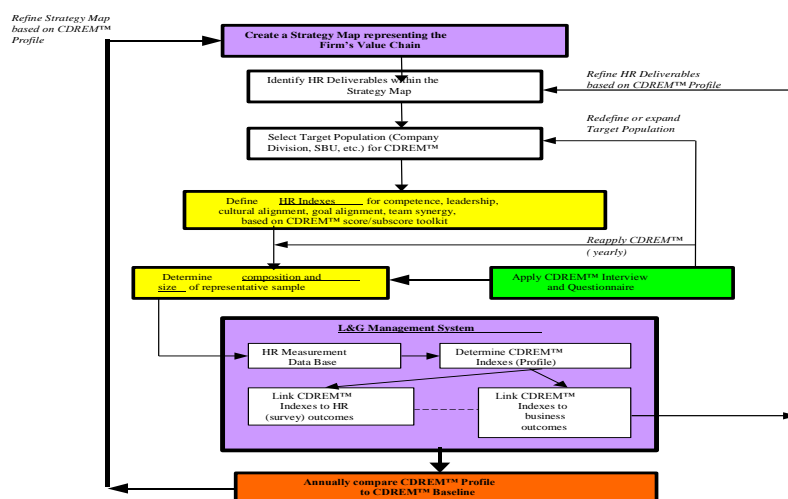 Refine Strategy Map
based on CDREM™
Profile
Create a Strategy Map representing the
Firm's Value Chain
Identify HR Deliverables within the
Strategy Map
Refine HR Deliverables
based on CDREM™ Profile
Redefine or expand
Target Population
Select Target Population (Company
Division, SBU, etc.) for CDREM™
Define HR Indexes for competence, leadership,
cultural alignment, goal alignment, team synergy,
based on CDREM™ score/subscore toolkit
Reapply CDREM™
( yearly)
Determine composition and
size of representative sample
Apply CDREM™ Interview
and Questionnaire
L&G Management System
HR Measurement
Data Base
Determine CDREM™
Indexes (Profile)
Link CDREM™
Indexes to HR
(survey) outcomes
Link CDREM™
Indexes to
business
outcomes
Annually compare CDREM™ Profile
to CDREM™ Baseline